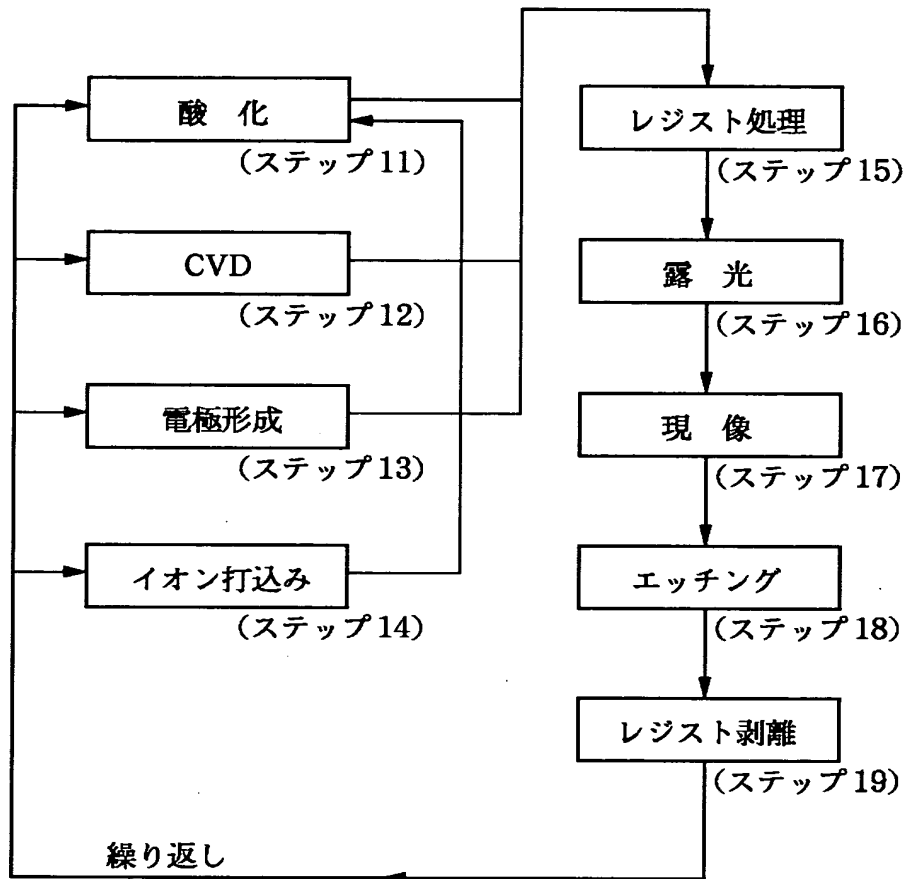 酸 化
(ステップ11)
CVD
(ステップ12)
電極形成
(ステップ13)
イオン打込み
(ステップ14)
レジスト処理
(ステップ15)
露 光
(ステップ16)
現 像
(ステップ17)
エッチング
(ステップ18)
レジスト剥離
(ステップ19)
繰り返し